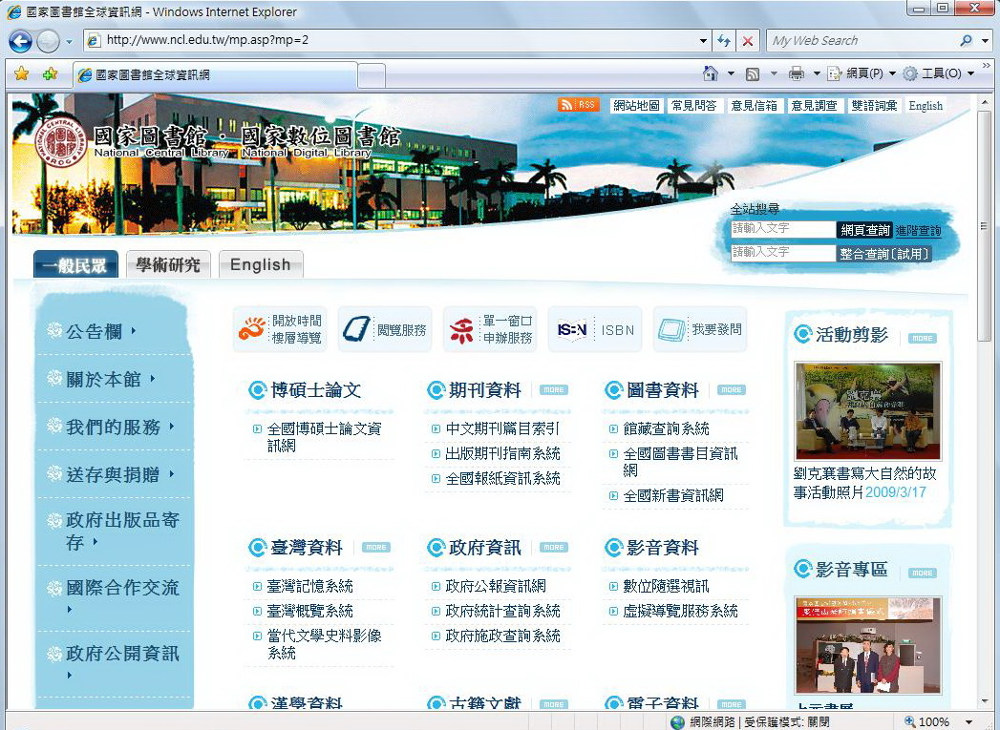 國家圖書館全球資訊網 - Windows Internet Explorer
http://www.ncl.edu.tw/mp.asp?mp=2
My Web Search
國家圖書館全球資訊網
網頁(P)
工具(O)
RSS
網站地圖
常見問答
意見信箱
意見調查
雙語詞彙
English
國家圖書館 · 國家數位圖書館
National Central Library National Digital Library
全站搜尋
請輸入文字
網頁查詢
進階查詢
請輸入文字
整合查詢〔試用〕
一般民眾
學術研究
English
公告欄
關於本館
我們的服務
送存與捐贈
政府出版品寄
存
國際合作交流
政府公開資訊
開放時間
樓層導覽
閱覽服務
單一窗口
申辦服務
ISBN
ISBN
我要發問
博碩士論文
全國博碩士論文資
訊網
期刊資料
MORE
中文期刊篇目索引
出版期刊指南系統
全國報紙資訊系統
圖書資料
MORE
館藏查詢系統
全國圖書書目資訊
網
全國新書資訊網
臺灣資料
MORE
臺灣記憶系統
臺灣概覽系統
當代文學史料影像
系統
政府資訊
MORE
政府公報資訊網
政府統計查詢系統
政府施政查詢系統
影音資料
數位隨選視訊
虛擬導覽服務系統
漢學資料
古籍文獻
MORE
電子資料
MORE
活動剪影
MORE
劉克襄
劉克襄書寫大自然的故
事活動照片2009/3/17
影音專區
MORE
網際網路 | 受保護模式: 關閉
100%